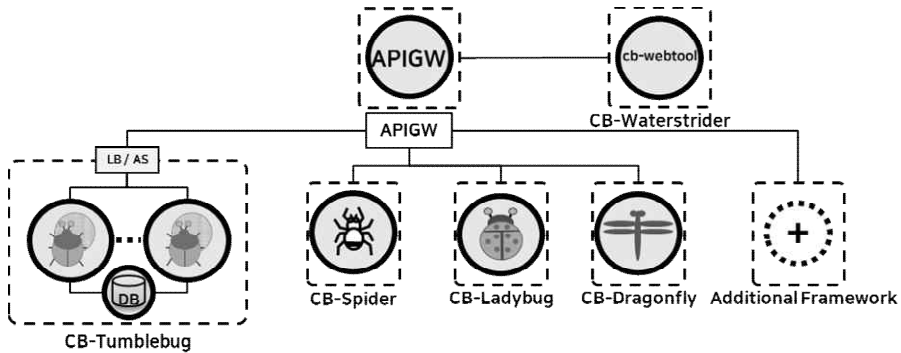 APIGW
cb-webtool
CB-Waterstrider
APIGW
LB / AS
DB
CB-Tumblebug
CB-Spider
CB-Ladybug
CB-Dragonfly
+
Additional Framework